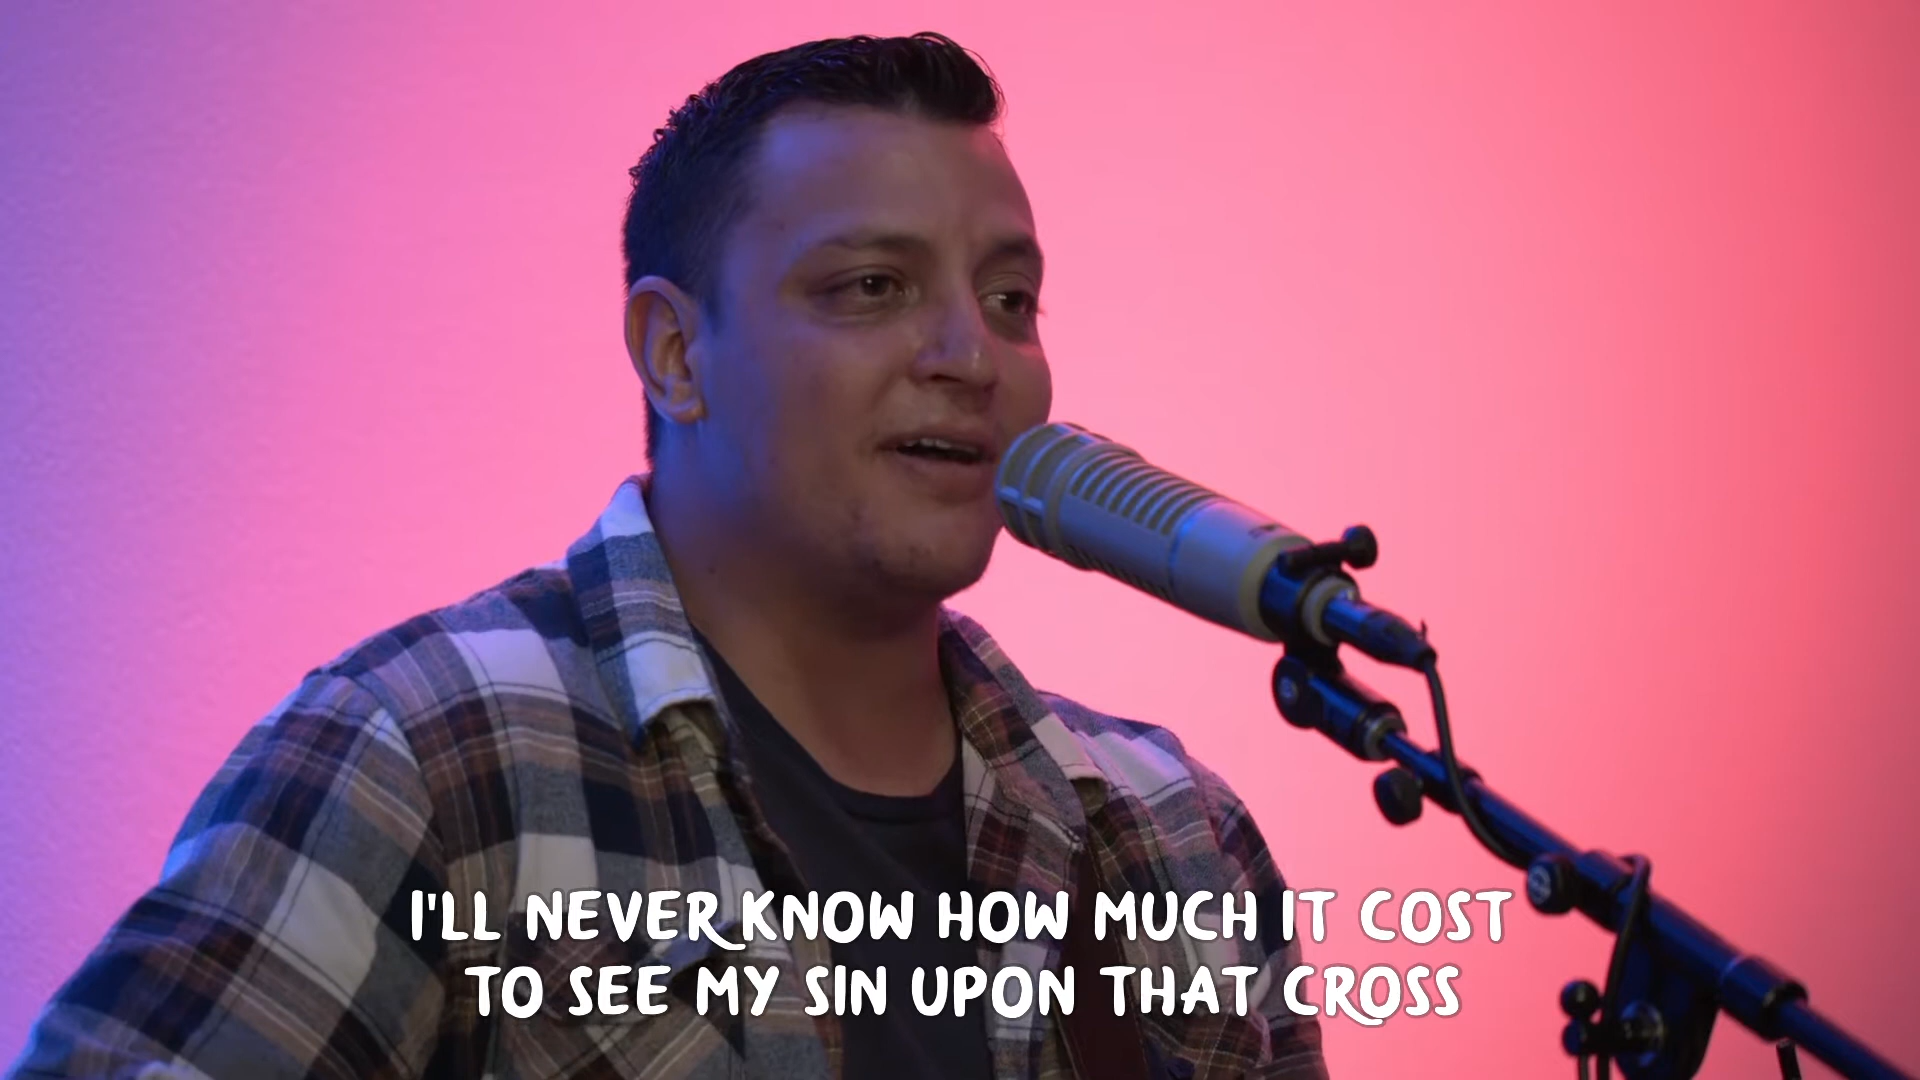 I'LL NEVER KNOW HOW MUCH IT COST
TO SEE MY SIN UPON THAT CROSS